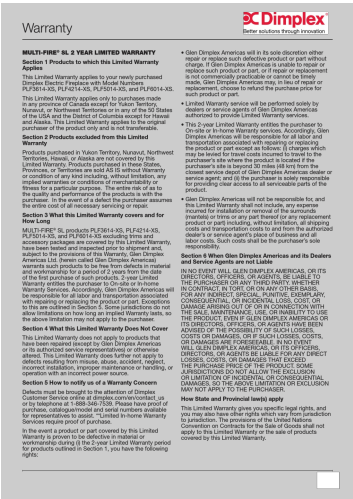 Warranty
Dimplex®
Better solutions through innovation
MULTI-FIRE® SL 2 YEAR LIMITED WARRANTY
Section 1 Products to which this Limited Warranty
Applies
This Limited Warranty applies to your newly purchased
Dimplex Electric Fireplace with Model Numbers
PLF3614-XS, PLF4214-XS, PLF5014-XS, and PLF6014-XS.
This Limited Warranty applies only to purchases made
in any province of Canada except for Yukon Territory,
Nunavut, or Northwest Territories or in any of the 50 States
of the USA and the District of Columbia except for Hawaii
and Alaska. This Limited Warranty applies to the original
purchaser of the product only and is not transferable.
Section 2 Products excluded from this Limited
Warranty
Products purchased in Yukon Territory, Nunavut, Northwest
Territories, Hawaii, or Alaska are not covered by this
Limited Warranty. Products purchased in these States,
Provinces, or Territories are sold AS IS without Warranty
or condition of any kind including, without limitation, any
implied warranties or conditions of merchantability or
fitness for a particular purpose. The entire risk of as to
the quality and performance of the products is with the
purchaser. In the event of a defect the purchaser assumes
the entire cost of all necessary servicing or repair.
Section 3 What this Limited Warranty covers and for
How Long
MULTI-FIRE® SL products, PLF3614-XS, PLF4214-XS,
PLF5014-XS, and PLF6014-XS excluding trims and
accessory packages are covered by this Limited Warranty,
have been tested and inspected prior to shipment and,
subject to the provisions of this Warranty, Glen Dimplex
Americas Ltd. (herein called Glen Dimplex Americas)
warrants such products to be free from defects in material
and workmanship for a period of 2 years from the date
of the first purchase of such products. 2-year Limited
Warranty entitles the purchaser to On-site or In-home
Warranty Services. Accordingly, Glen Dimplex Americas will
be responsible for all labor and transportation associated
with repairing or replacing the product or part. Exceptions
to this are outlined in Section 5. Some jurisdictions do not
allow limitations on how long an implied Warranty lasts, so
the above limitation may not apply to the purchaser.
Section 4 What this Limited Warranty Does Not Cover
This Limited Warranty does not apply to products that
have been repaired (except by Glen Dimplex Americas
or its authorized service representatives) or otherwise
altered. This Limited Warranty does further not apply to
defects resulting from misuse, abuse, accident, neglect,
incorrect installation, improper maintenance or handling, or
operation with an incorrect power source.
Section 5 How to notify us of a Warranty Concern
Defects must be brought to the attention of Dimplex
Customer Service online at dimplex.com/en/contact_us
or by telephone at 1-888-346-7539. Please have proof of
purchase, catalogue/model and serial numbers available
for representatives to assist. *Limited In-home Warranty
Services require proof of purchase.
In the event a product or part covered by this Limited
Warranty is proven to be defective in material or
workmanship during the 2-year Limited Warranty period
for products outlined in Section 1, you have the following
rights:
• Glen Dimplex Americas will in its sole discretion either
repair or replace such defective product or part without
charge. If Glen Dimplex Americas is unable to repair or
replace such product or part, or if repair or replacement
is not commercially practicable or cannot be timely
made, Glen Dimplex Americas may, in lieu of repair or
replacement, choose to refund the purchase price for
such product or part.
• Limited Warranty service will be performed solely by
dealers or service agents of Glen Dimplex Americas
authorized to provide Limited Warranty services.
• This 2-year Limited Warranty entitles the purchaser to
On-site or In-home Warranty services. Accordingly, Glen
Dimplex Americas will be responsible for all labor and
transportation associated with repairing or replacing
the product or part except as follows: (i) charges which
may be levied for travel costs incurred to travel to the
purchaser's site where the product is located if the
purchaser's site is beyond 30 miles (48 km) from the
closest service depot of Glen Dimplex Americas dealer or
service agent; and (ii) the purchaser is solely responsible
for providing clear access to all serviceable parts of the
product.
• Glen Dimplex Americas will not be responsible for, and
this Limited Warranty shall not include, any expense
incurred for installation or removal of the surrounds
(mantels) or trims or any part thereof (or any replacement
product or part) including, without limitation, all shipping
costs and transportation costs to and from the authorized
dealer's or service agent's place of business and all
labor costs. Such costs shall be the purchaser's sole
responsibility.
Section 6 When Glen Dimplex Americas and its Dealers
and Service Agents are not Liable
IN NO EVENT WILL GLEN DIMPLEX AMERICAS, OR ITS
DIRECTORS, OFFICERS, OR AGENTS, BE LIABLE TO
THE PURCHASER OR ANY THIRD PARTY, WHETHER
IN CONTRACT, IN TORT, OR ON ANY OTHER BASIS,
FOR ANY INDIRECT, SPECIAL, PUNITIVE, EXEMPLARY,
CONSEQUENTIAL, OR INCIDENTAL LOSS, COST, OR
DAMAGE ARISING OUT OF OR IN CONNECTION WITH
THE SALE, MAINTENANCE, USE, OR INABILITY TO USE
THE PRODUCT, EVEN IF GLEN DIMPLEX AMERICAS OR
ITS DIRECTORS, OFFICERS, OR AGENTS HAVE BEEN
ADVISED OF THE POSSIBILITY OF SUCH LOSSES,
COSTS OR DAMAGES, OR IF SUCH LOSSES, COSTS,
OR DAMAGES ARE FORESEEABLE. IN NO EVENT
WILL GLEN DIMPLEX AMERICAS, OR ITS OFFICERS,
DIRECTORS, OR AGENTS BE LIABLE FOR ANY DIRECT
LOSSES, COSTS, OR DAMAGES THAT EXCEED
THE PURCHASE PRICE OF THE PRODUCT. SOME
JURISDICTIONS DO NOT ALLOW THE EXCLUSION
OR LIMITATION OF INCIDENTAL OR CONSEQUENTIAL
DAMAGES, SO THE ABOVE LIMITATION OR EXCLUSION
MAY NOT APPLY TO THE PURCHASER.
How State and Provincial law(s) apply
This Limited Warranty gives you specific legal rights, and
you may also have other rights which vary from jurisdiction
to jurisdiction. The provisions of the United Nations
Convention on Contracts for the Sale of Goods shall not
apply to this Limited Warranty or the sale of products
covered by this Limited Warranty.